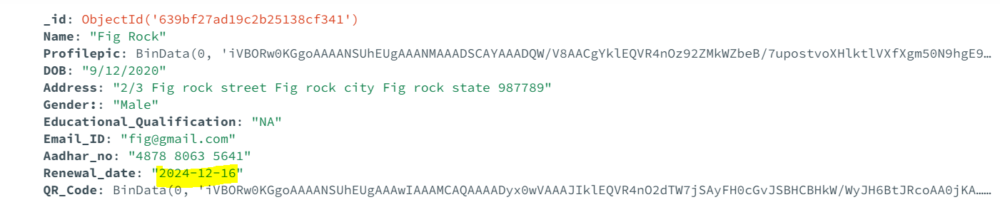 _id: ObjectId('639bf27ad19c2b25138cf341')
Name: "Fig Rock"
Profilepic: BinData(0, 'iVBORw0KGgoAAAANSUhEUgAAANMAAADSCAYAAADQW/V8AACgYklEQVR4nOz92ZMkWZbeB/7upostvoXHlktlVXfXgm50N9hgE9…
DOB: "9/12/2020"
Address: "2/3 Fig rock street Fig rock city Fig rock state 987789"
Gender:: "Male"
Educational_Qualification: "NA"
Email_ID: "fig@gmail.com"
Aadhar_no: "4878 8063 5641"
Renewal_date: "2024-12-16"
QR_Code: BinData(0, 'iVBORw0KGgoAAAANSUhEUgAAAwIAAAMCAQAAAADyx0wVAAAJIklEQVR4nO2dTW7jSAyFH0cGvJSBHCBHkW/WyJH6BtJRcoAA0jKA……